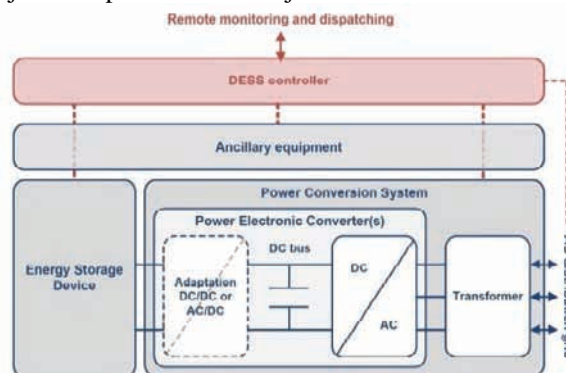 Remote monitoring and dispatching
DESS controller
Ancillary equipment
Power Conversion System
Power Electronic Converter(s)
DC bus
Energy Storage
Device
Adaptation
DC/DC or
AC/DC
DC
AC
Transformer